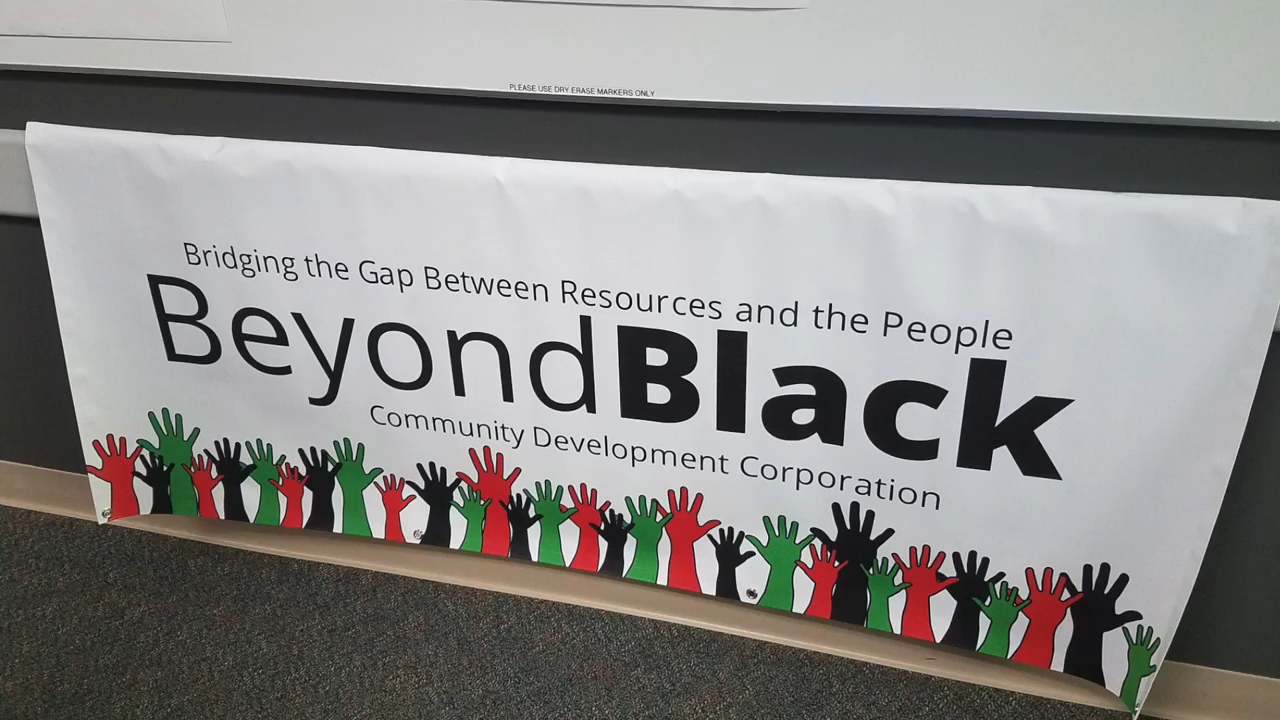 PLEASE USE DRY ERASE MARKERS ONLY
Bridging the Gap Between Resources and the People
BeyondBlack
Community Development Corporation